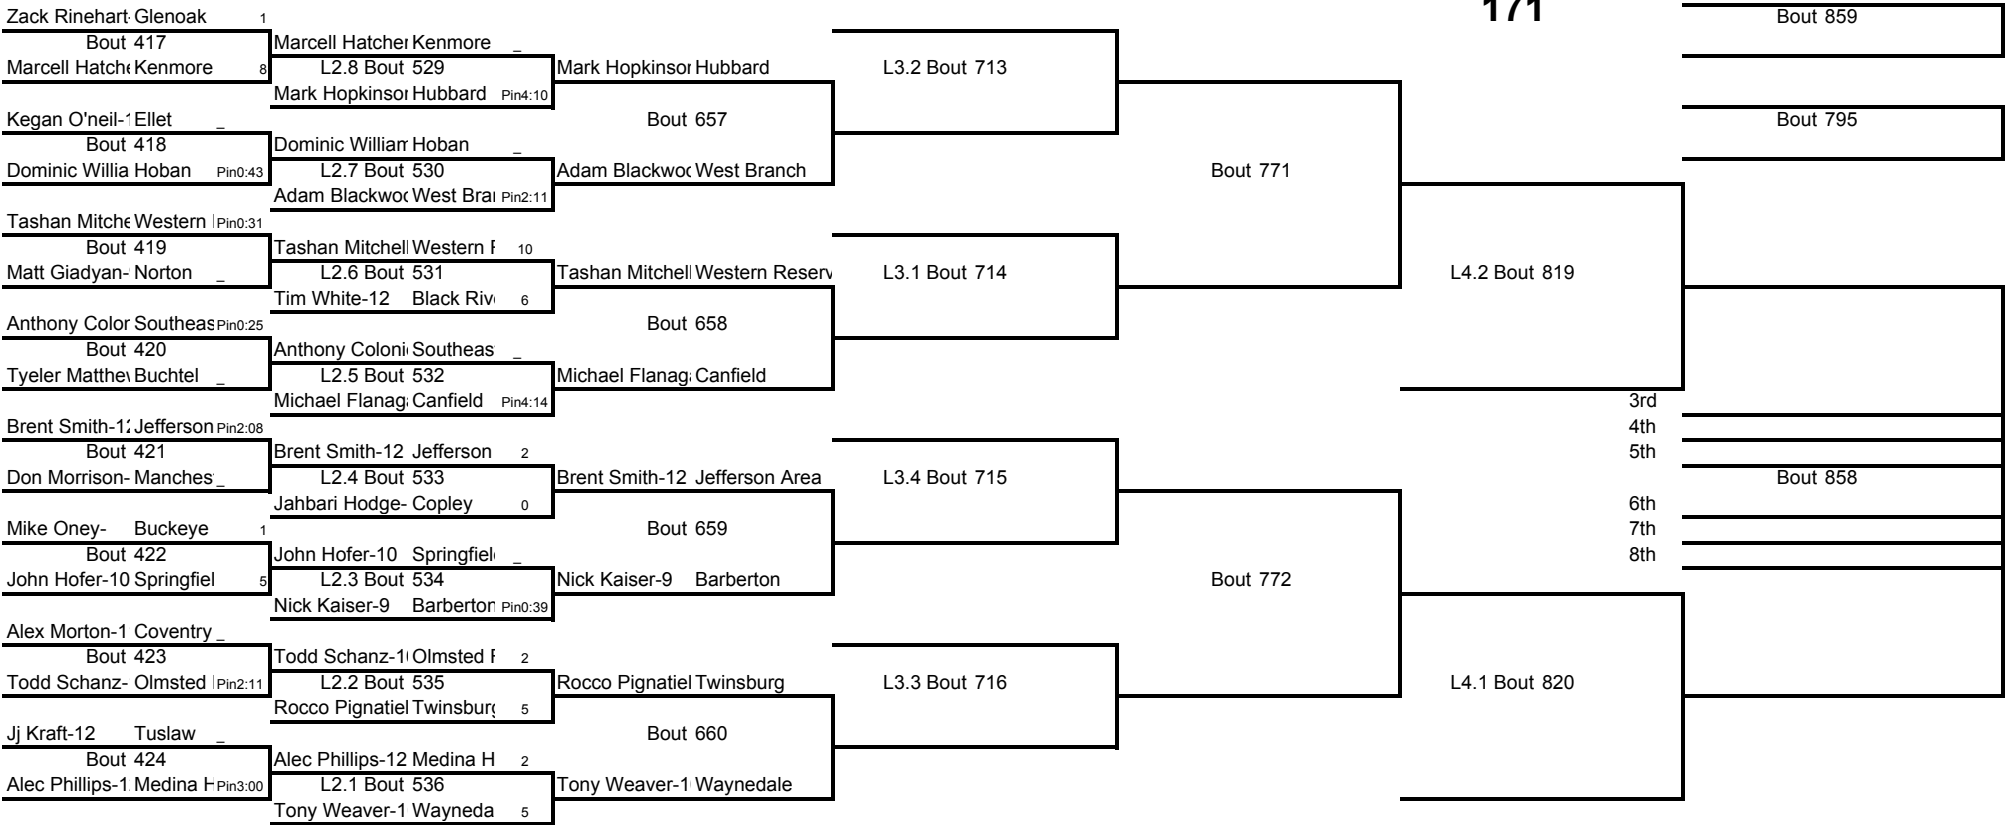 171
Zack Rinehart- Glenoak 1
Bout 417
Marcell Hatche Kenmore 8
Kegan O'neil-1 Ellet _
Bout 418
Dominic Willia Hoban Pin0:43
Tashan Mitche Western Pin0:31
Bout 419
Matt Giadyan- Norton _
Anthony Color Southeas Pin0:25
Bout 420
Tyeler Matthew Buchtel _
Brent Smith-12 Jefferson Pin2:08
Bout 421
Don Morrison- Manches _
Mike Oney- Buckeye 1
Bout 422
John Hofer-10 Springfiel 5
Alex Morton-1 Coventry _
Bout 423
Todd Schanz- Olmsted Pin2:11
Jj Kraft-12 Tuslaw _
Bout 424
Alec Phillips-1 Medina H Pin3:00
Marcell Hatcher Kenmore _
L2.8 Bout 529
Mark Hopkinson Hubbard Pin4:10
Dominic William Hoban _
L2.7 Bout 530
Adam Blackwoo West Bra Pin2:11
Tashan Mitchell Western R 10
L2.6 Bout 531
Tim White-12 Black Riv 6
Anthony Coloni Southeas _
L2.5 Bout 532
Michael Flanaga Canfield Pin4:14
Brent Smith-12 Jefferson 2
L2.4 Bout 533
Jahbari Hodge- Copley 0
John Hofer-10 Springfiel _
L2.3 Bout 534
Nick Kaiser-9 Barberton Pin0:39
Todd Schanz-10 Olmsted F 2
L2.2 Bout 535
Rocco Pignatiel Twinsburg 5
Alec Phillips-12 Medina H 2
L2.1 Bout 536
Tony Weaver-1 Wayneda 5
Mark Hopkinson Hubbard
Bout 657
Adam Blackwoo West Branch
Tashan Mitchell Western Reserv
Bout 658
Michael Flanaga Canfield
Brent Smith-12 Jefferson Area
Bout 659
Nick Kaiser-9 Barberton
Rocco Pignatiel Twinsburg
Bout 660
Tony Weaver-1 Waynedale
L3.2 Bout 713
L3.1 Bout 714
L3.4 Bout 715
L3.3 Bout 716
Bout 771
Bout 772
L4.2 Bout 819
L4.1 Bout 820
Bout 859
Bout 795
3rd
4th
5th
Bout 858
6th
7th
8th